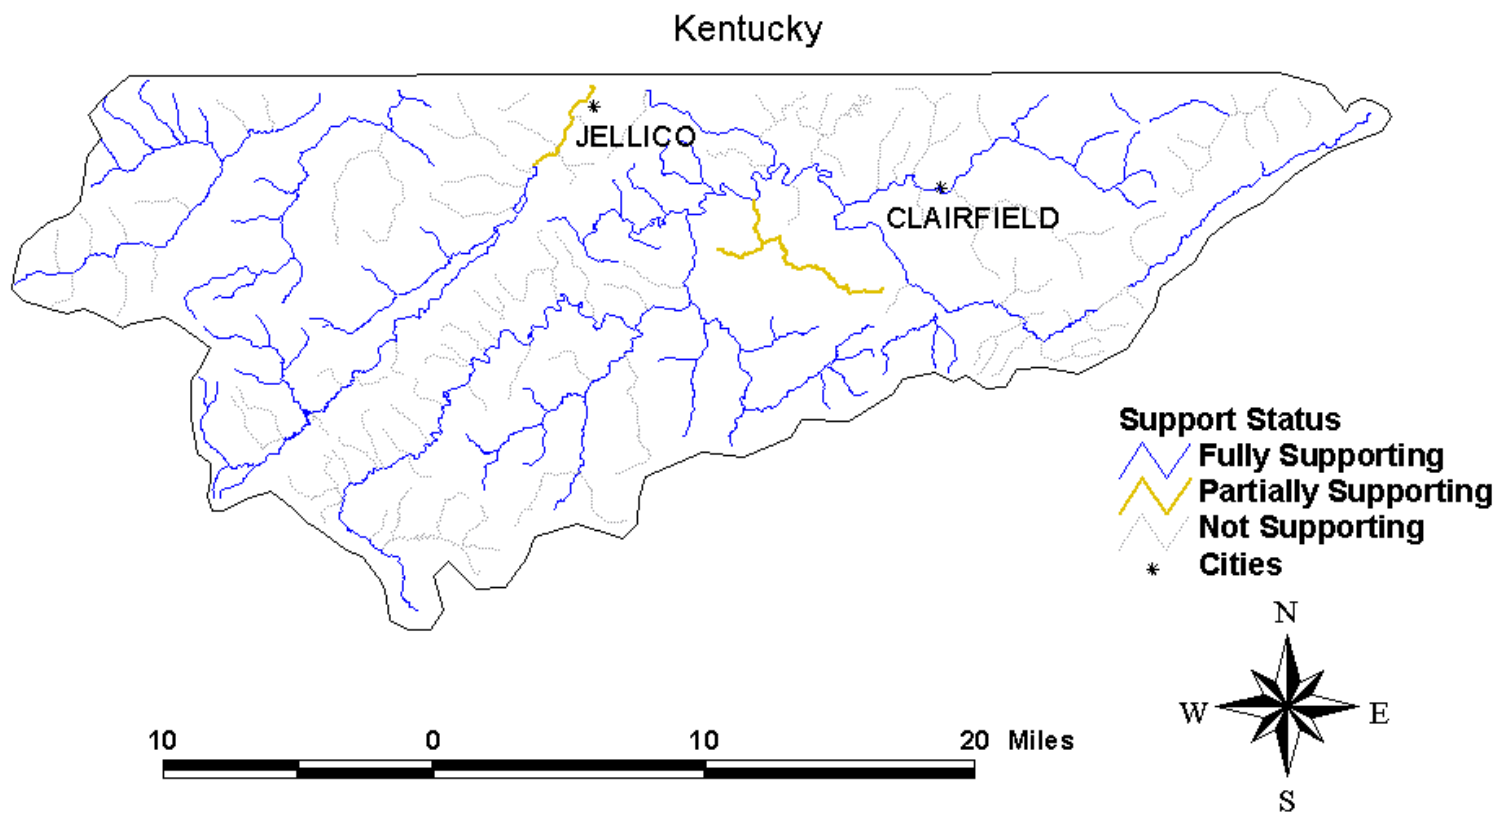 Kentucky
JELLICO
CLAIRFIELD
Support Status
Fully Supporting
Partially Supporting
Not Supporting
Cities
N
W E
S
10 0 10 20 Miles